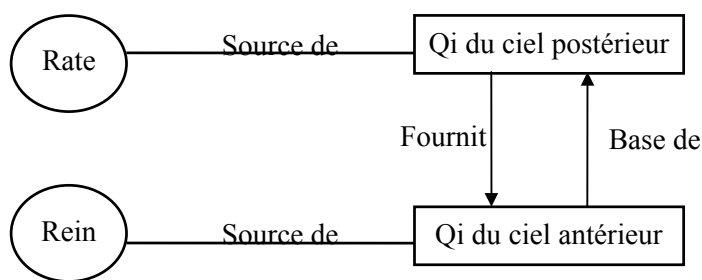 Rate
Source de
Qi du ciel postérieur
Fournit
Base de
Rein
Source de
Qi du ciel antérieur